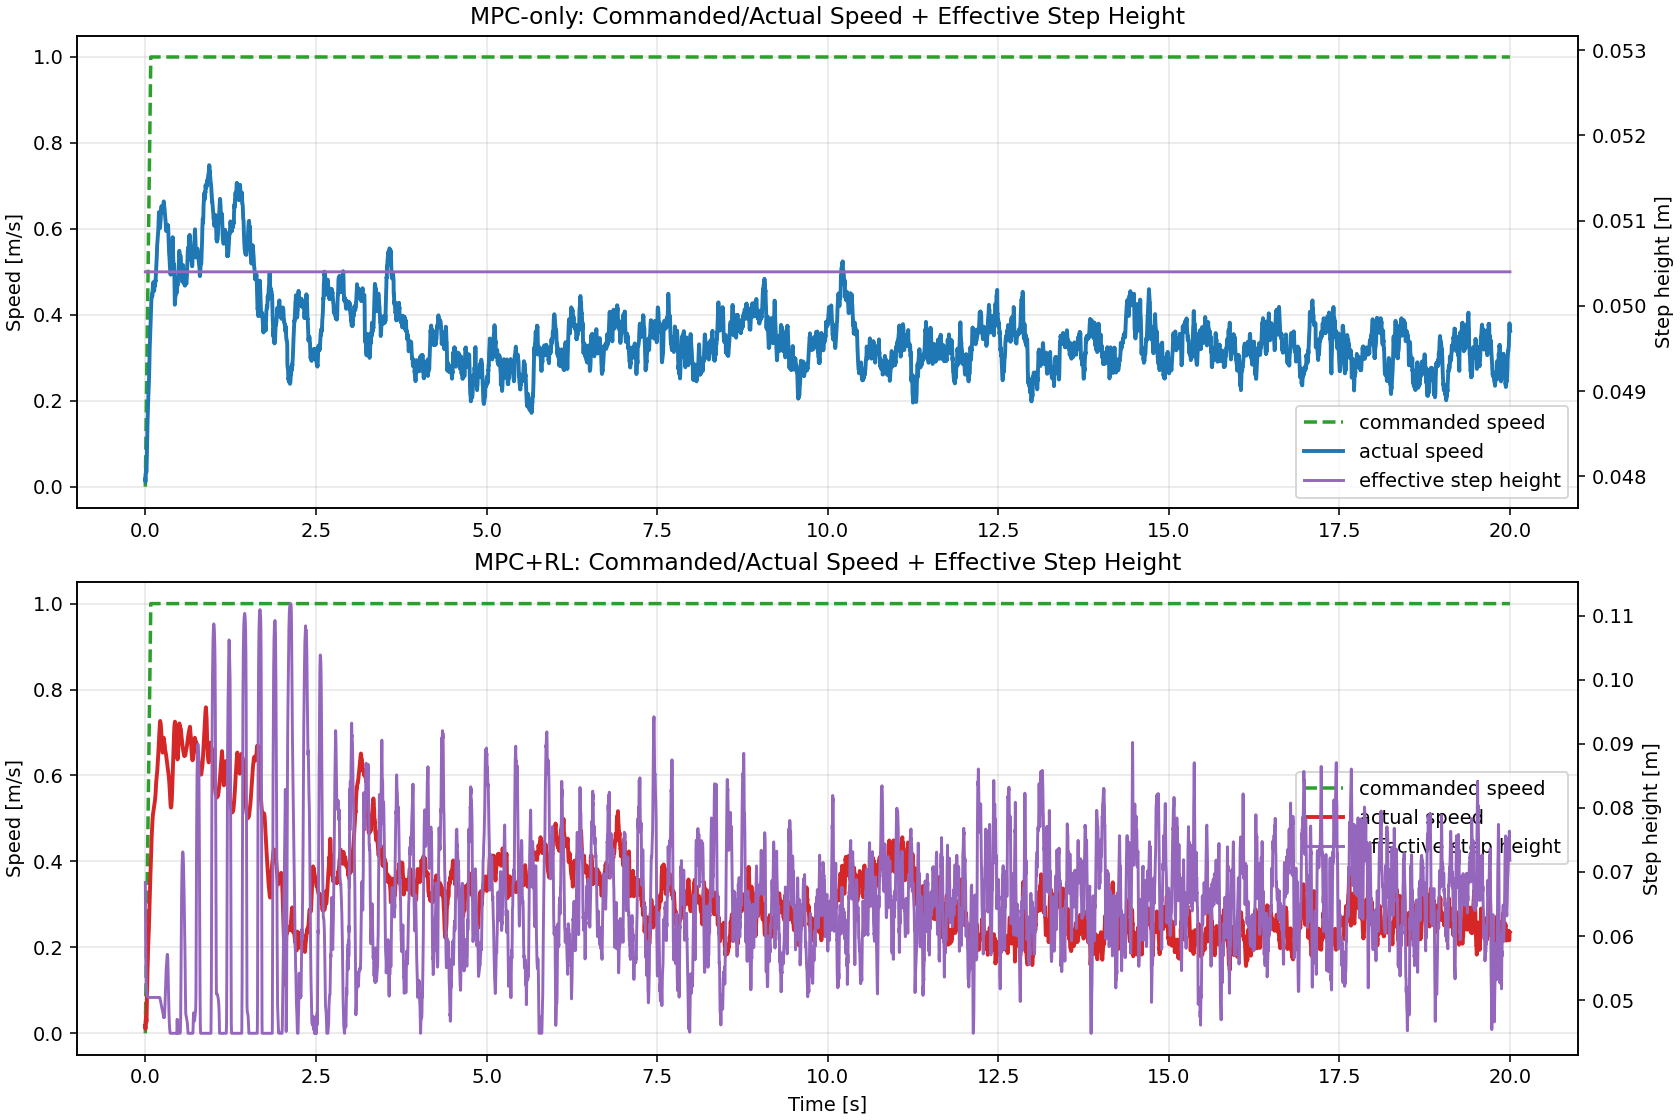 MPC-only: Commanded/Actual Speed + Effective Step Height
1.0
0.8
0.6
0.4
0.2
0.0
Speed [m/s]
0.053
0.052
0.051
0.050
0.049
0.048
Step height [m]
commanded speed
actual speed
effective step height
0.0 2.5 5.0 7.5 10.0 12.5 15.0 17.5 20.0
MPC+RL: Commanded/Actual Speed + Effective Step Height
1.0
0.8
0.6
0.4
0.2
0.0
Speed [m/s]
0.11
0.10
0.09
0.08
0.07
0.06
0.05
Step height [m]
commanded speed
actual speed
effective step height
0.0 2.5 5.0 7.5 10.0 12.5 15.0 17.5 20.0
Time [s]